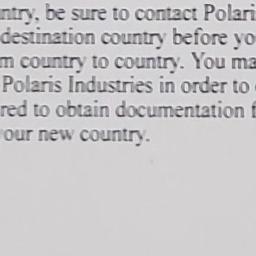 ntry, be sure to contact Polari
destination country before yo
m country to country. You ma
Polaris Industries in order to
red to obtain documentation f
our new country.